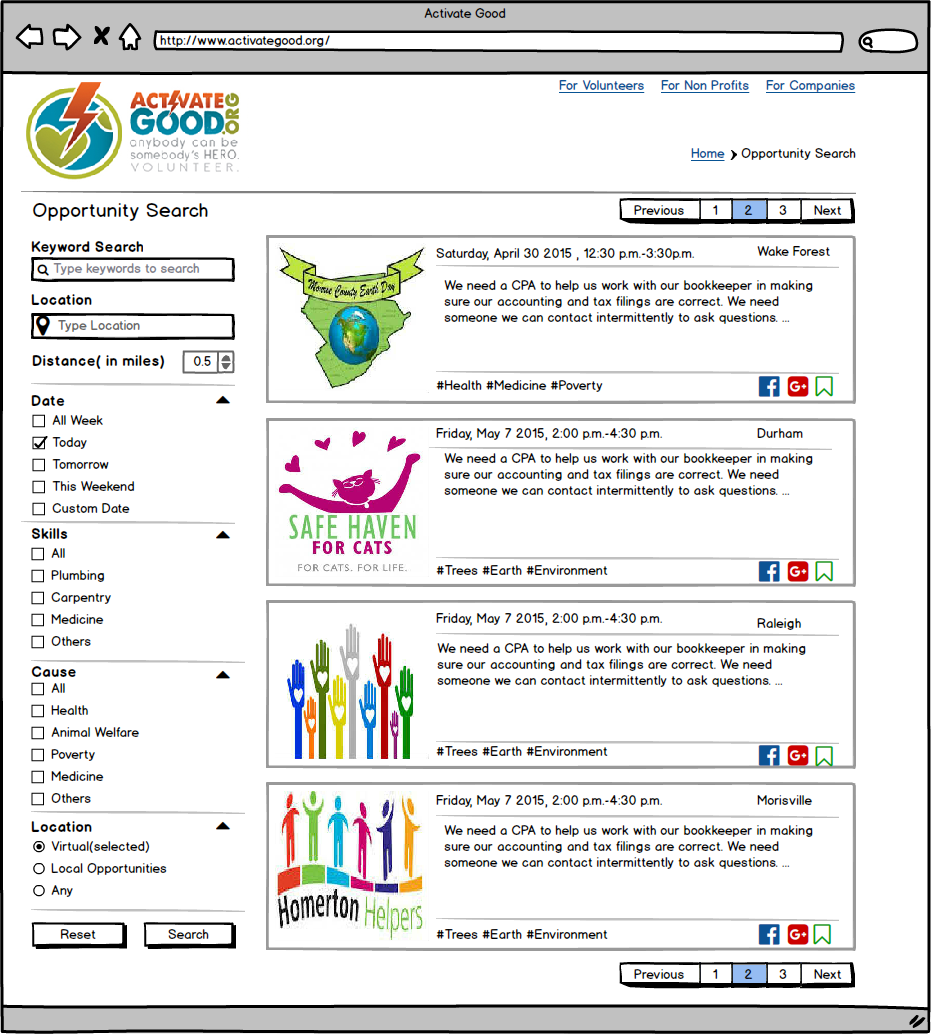 Activate Good
http://www.activategood.org/
For Volunteers For Non Profits For Companies
ACTIVATE
GOOD.ORG
anybody can be
somebody's HERO.
VOLUNTEER.
Home > Opportunity Search
Opportunity Search
Previous 1 2 3 Next
Keyword Search
Type keywords to search
Location
Type Location
Distance( in miles) 0.5
Date
All Week
Today
Tomorrow
This Weekend
Custom Date
Skills
All
Plumbing
Carpentry
Medicine
Others
Cause
All
Health
Animal Welfare
Poverty
Medicine
Others
Location
Virtual(selected)
Local Opportunities
Any
Reset Search
Monroe County Earth Day
Saturday, April 30 2015 , 12:30 p.m.-3:30p.m. Wake Forest
We need a CPA to help us work with our bookkeeper in making
sure our accounting and tax filings are correct. We need
someone we can contact intermittently to ask questions. ...
#Health #Medicine #Poverty
f G+
SAFE HAVEN
FOR CATS
FOR CATS. FOR LIFE.
Friday, May 7 2015, 2:00 p.m.-4:30 p.m. Durham
We need a CPA to help us work with our bookkeeper in making
sure our accounting and tax filings are correct. We need
someone we can contact intermittently to ask questions. ...
#Trees #Earth #Environment
f G+
Friday, May 7 2015, 2:00 p.m.-4:30 p.m. Raleigh
We need a CPA to help us work with our bookkeeper in making
sure our accounting and tax filings are correct. We need
someone we can contact intermittently to ask questions. ...
#Trees #Earth #Environment
f G+
Homerton Helpers
Friday, May 7 2015, 2:00 p.m.-4:30 p.m. Morisville
We need a CPA to help us work with our bookkeeper in making
sure our accounting and tax filings are correct. We need
someone we can contact intermittently to ask questions. ...
#Trees #Earth #Environment
f G+
Previous 1 2 3 Next